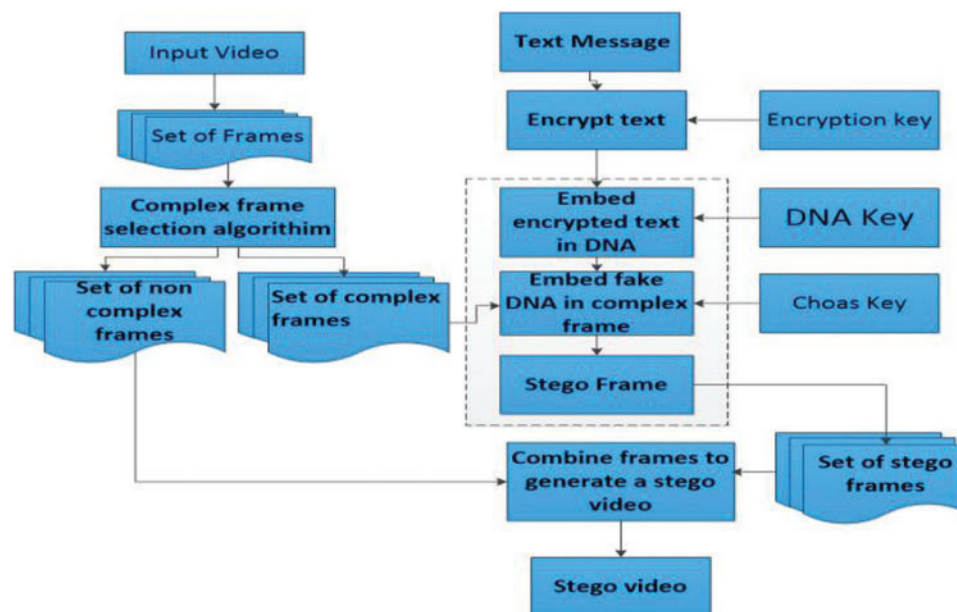 Input Video
Set of Frames
Complex frame
selection algorithim
Set of non
complex
frames
Set of complex
frames
Text Message
Encrypt text
Encryption key
Embed
encrypted text
in DNA
DNA Key
Embed fake
DNA in complex
frame
Choas Key
Stego Frame
Combine frames to
generate a stego
video
Set of stego
frames
Stego video